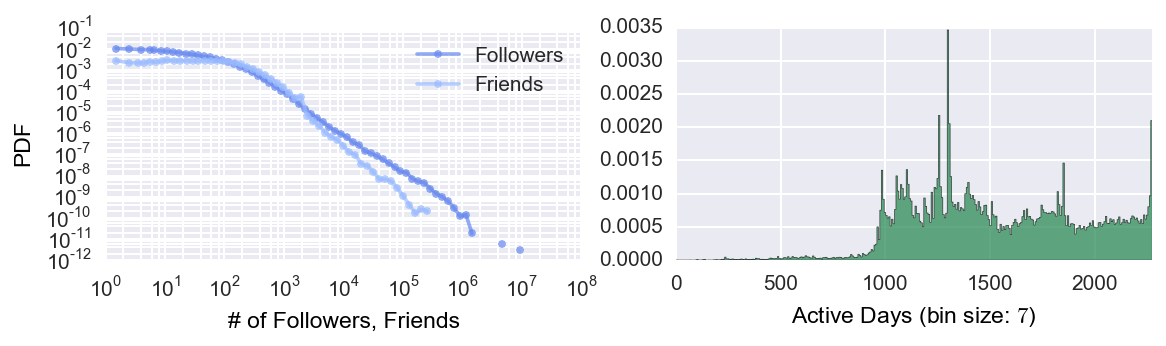 PDF
10^-1
10^-2
10^-3
10^-4
10^-5
10^-6
10^-7
10^-8
10^-9
10^-10
10^-11
10^-12
Followers
Friends
10^0 10^1 10^2 10^3 10^4 10^5 10^6 10^7 10^8
# of Followers, Friends
0.0035
0.0030
0.0025
0.0020
0.0015
0.0010
0.0005
0.0000
0 500 1000 1500 2000
Active Days (bin size: 7)